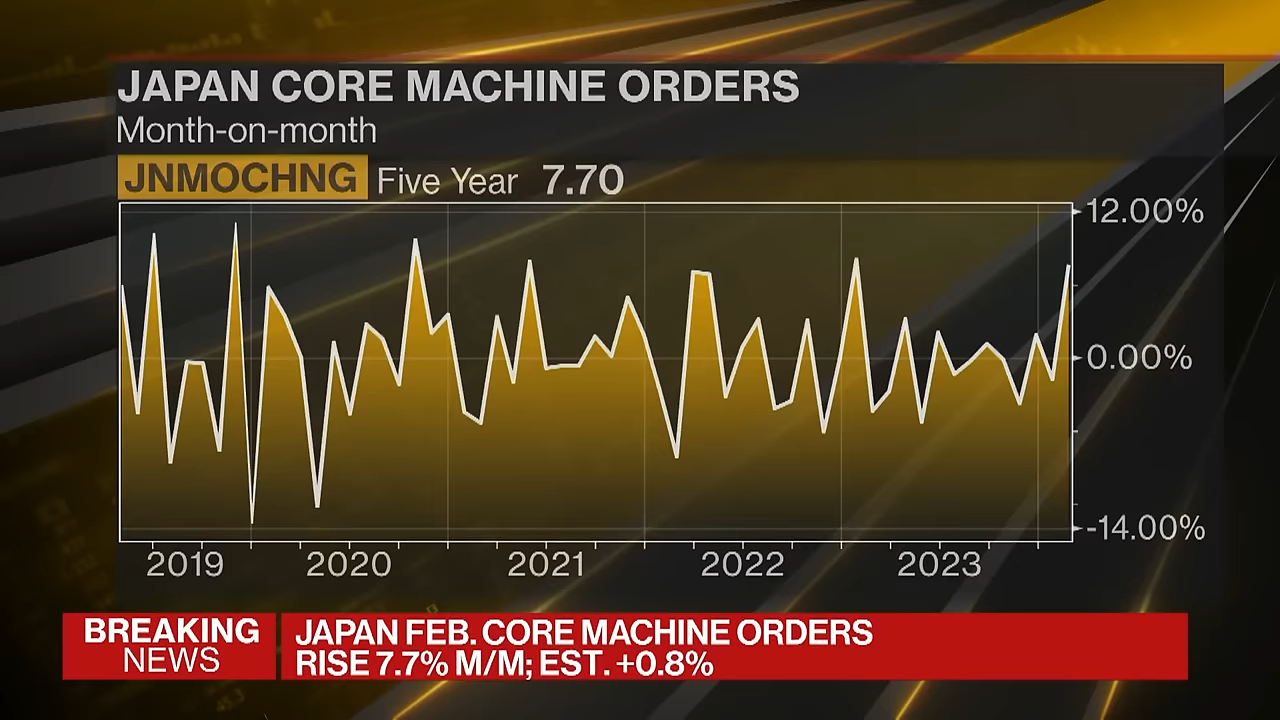 JAPAN CORE MACHINE ORDERS
Month-on-month
JNMOCHNG Five Year 7.70
12.00%
0.00%
-14.00%
2019 2020 2021 2022 2023
BREAKING
NEWS
JAPAN FEB. CORE MACHINE ORDERS
RISE 7.7% M/M; EST. +0.8%